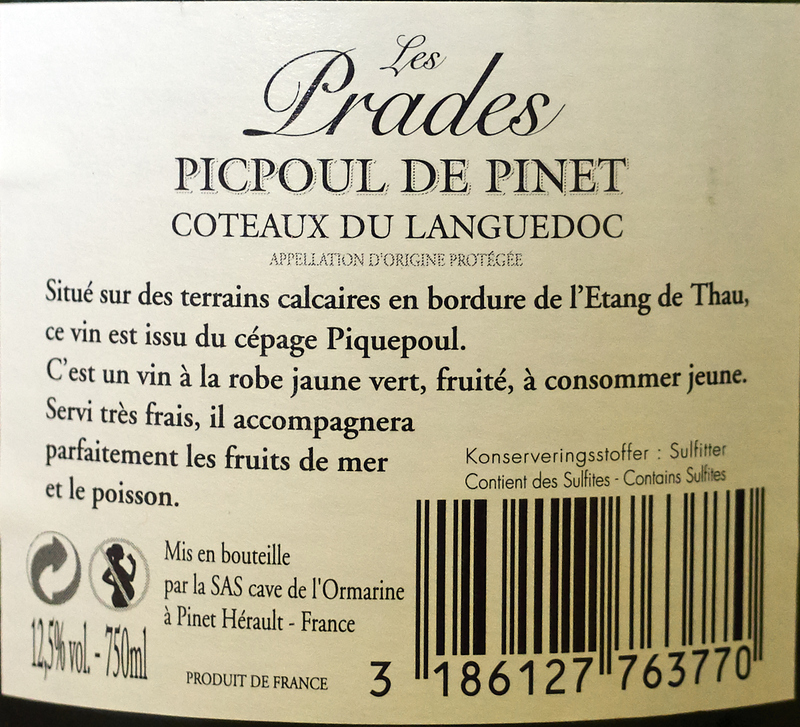 Les
Prades
PICPOUL DE PINET
COTEAUX DU LANGUEDOC
APPELLATION D'ORIGINE PROTÉGÉE
Situé sur des terrains calcaires en bordure de l'Etang de Thau,
ce vin est issu du cépage Piquepoul.
C'est un vin à la robe jaune vert, fruité, à consommer jeune.
Servi très frais, il accompagnera
parfaitement les fruits de mer
et le poisson.
Konserveringsstoffer : Sulfitter
Contient des Sulfites - Contains Sulfites
Mis en bouteille
par la SAS cave de l'Ormarine
à Pinet Hérault - France
12,5% vol. - 750ml
PRODUIT DE FRANCE
3 186127 763770